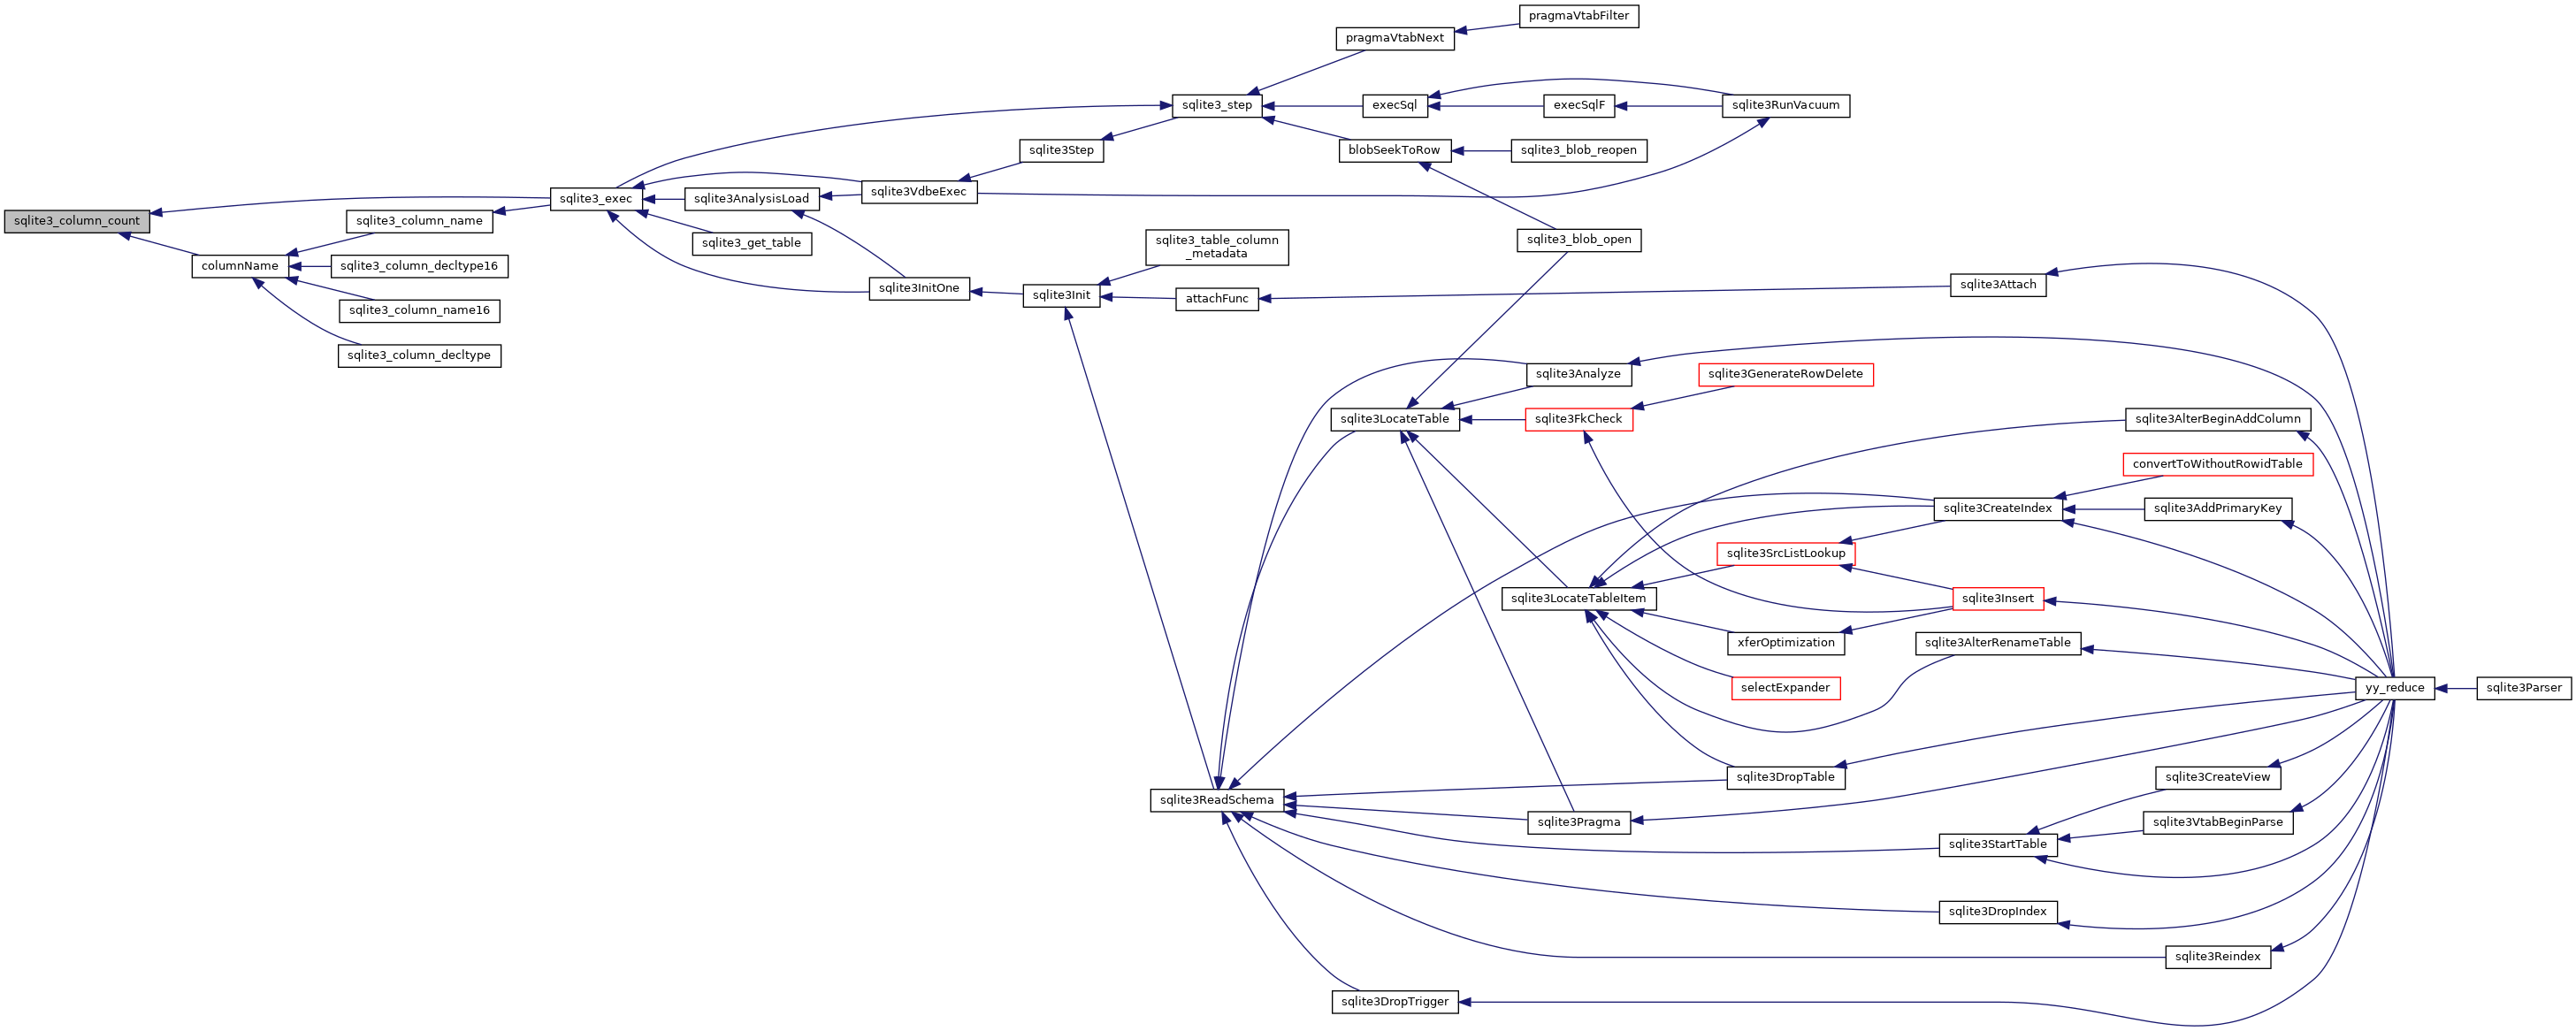 pragmaVtabFilter
pragmaVtabNext
sqlite3_step
execSql
execSqlF
sqlite3RunVacuum
sqlite3Step
blobSeekToRow
sqlite3_blob_reopen
sqlite3_exec
sqlite3AnalysisLoad
sqlite3VdbeExec
sqlite3_column_count
sqlite3_column_name
sqlite3_get_table
sqlite3_table_column
_metadata
sqlite3_blob_open
columnName
sqlite3_column_decltype16
sqlite3InitOne
sqlite3Init
attachFunc
sqlite3Attach
sqlite3_column_name16
sqlite3_column_decltype
sqlite3Analyze
sqlite3GenerateRowDelete
sqlite3LocateTable
sqlite3FkCheck
sqlite3AlterBeginAddColumn
convertToWithoutRowidTable
sqlite3CreateIndex
sqlite3AddPrimaryKey
sqlite3SrcListLookup
sqlite3LocateTableItem
sqlite3Insert
xferOptimization
sqlite3AlterRenameTable
selectExpander
yy_reduce
sqlite3Parser
sqlite3DropTable
sqlite3CreateView
sqlite3ReadSchema
sqlite3Pragma
sqlite3VtabBeginParse
sqlite3StartTable
sqlite3DropIndex
sqlite3Reindex
sqlite3DropTrigger